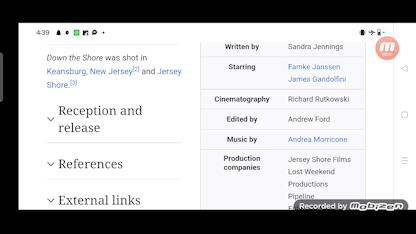 4:39
Down the Shore was shot in
Keansburg, New Jersey[2] and Jersey
Shore.[3]
Reception and
release
References
External links
Written by Sandra Jennings
Starring Famke Janssen
James Gandolfini
Cinematography Richard Rutkowski
Edited by Andrew Ford
Music by Andrea Morricone
Production
companies
Jersey Shore Films
Lost Weekend
Productions
Pipeline
Recorded by MOBIZEN